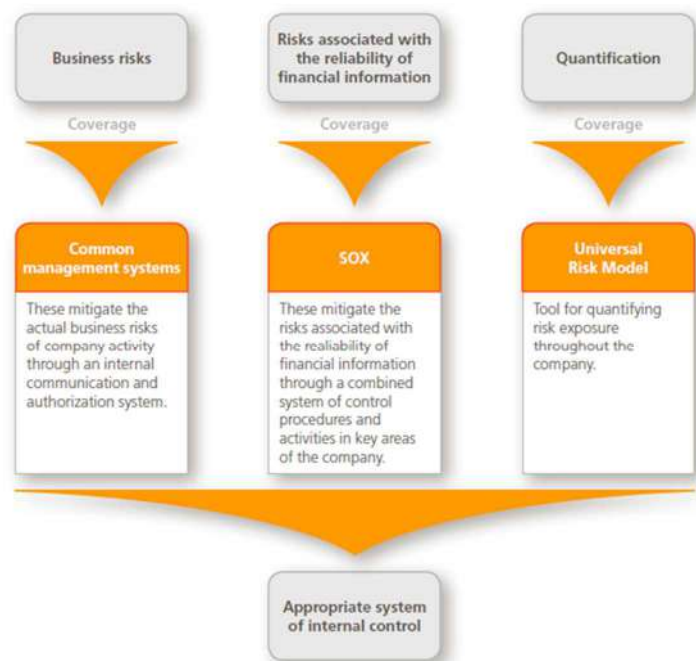 Business risks
Risks associated with
the reliability of
financial information
Quantification
Coverage
Coverage
Coverage
Common
management systems
These mitigate the
actual business risks
of company activity
through an internal
communication and
authorization system.
SOX
These mitigate the
risks associated with
the realiability of
financial information
through a combined
system of control
procedures and
activities in key areas
of the company.
Universal
Risk Model
Tool for quantifying
risk exposure
throughout the
company.
Appropriate system
of internal control